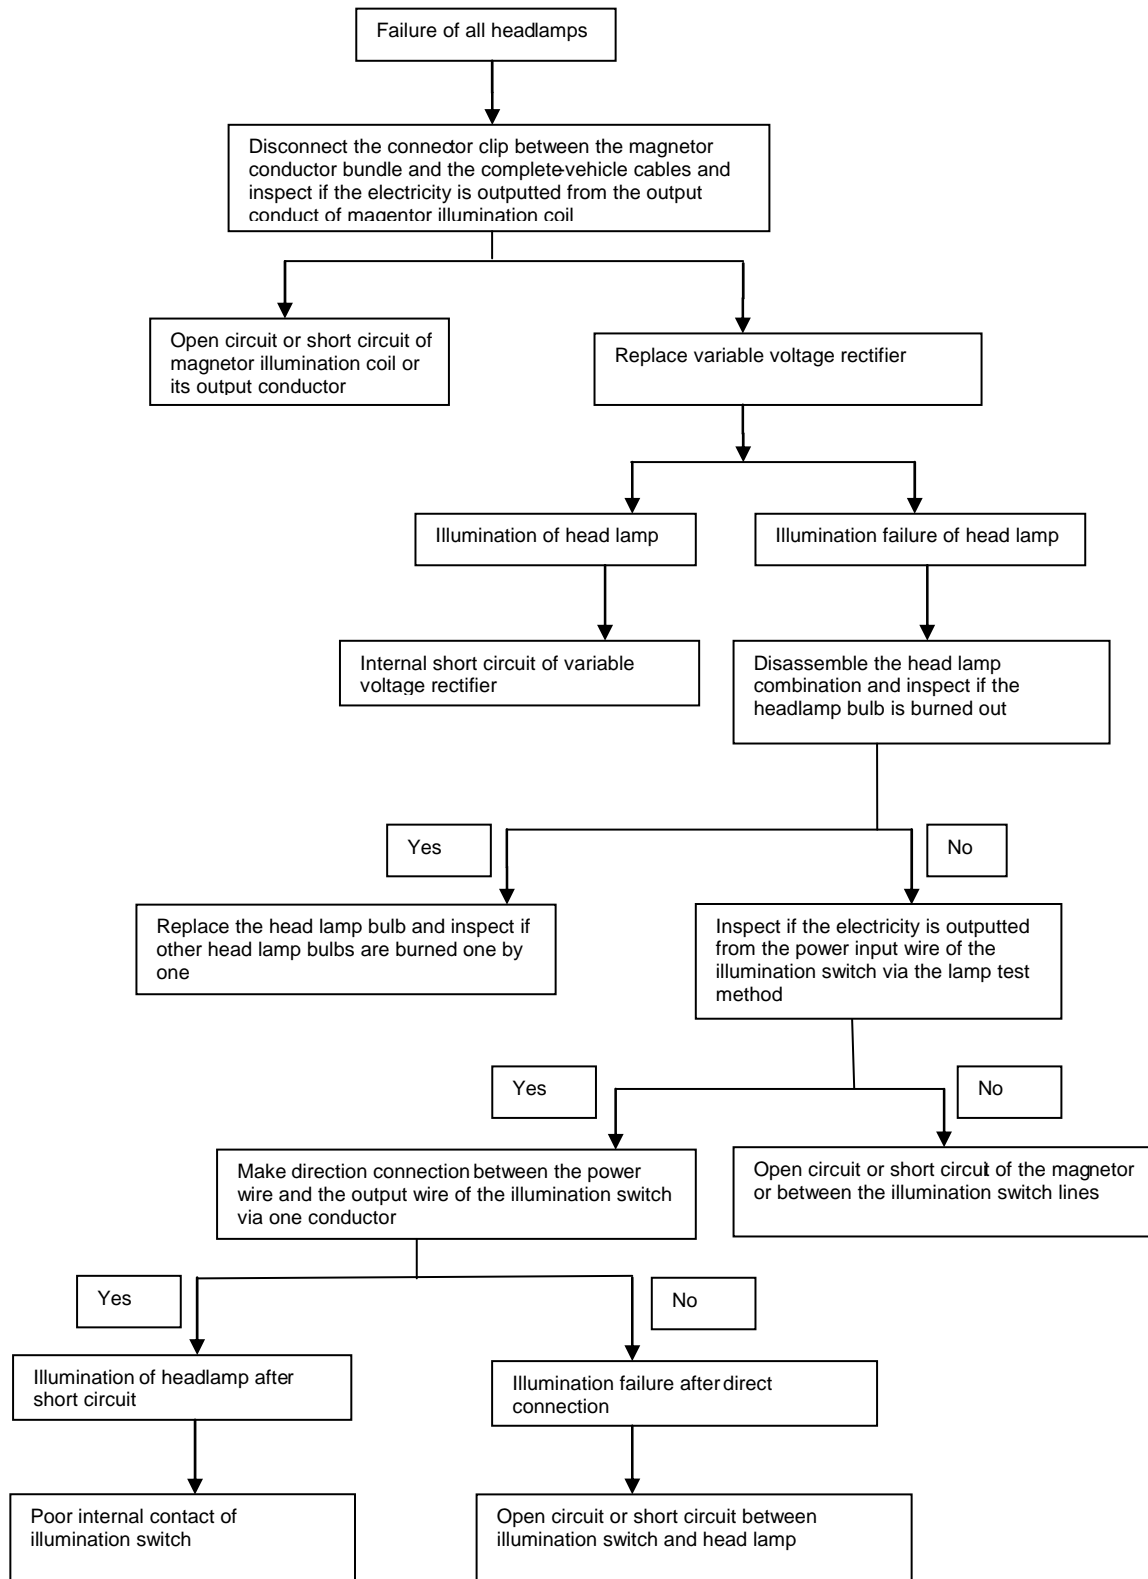 Failure of all headlamps
Disconnect the connector clip between the magnetor
conductor bundle and the complete-vehicle cables and
inspect if the electricity is outputted from the output
conduct of magentor illumination coil
Open circuit or short circuit of
magnetor illumination coil or
its output conductor
Replace variable voltage rectifier
Illumination of head lamp
Illumination failure of head lamp
Internal short circuit of variable
voltage rectifier
Disassemble the head lamp
combination and inspect if the
headlamp bulb is burned out
Yes
No
Replace the head lamp bulb and inspect if
other head lamp bulbs are burned one by
one
Inspect if the electricity is outputted
from the power input wire of the
illumination switch via the lamp test
method
Yes
No
Make direction connection between the power
wire and the output wire of the illumination switch
via one conductor
Open circuit or short circuit of the magnetor
or between the illumination switch lines
Yes
No
Illumination of headlamp after
short circuit
Illumination failure after direct
connection
Poor internal contact of
illumination switch
Open circuit or short circuit between
illumination switch and head lamp